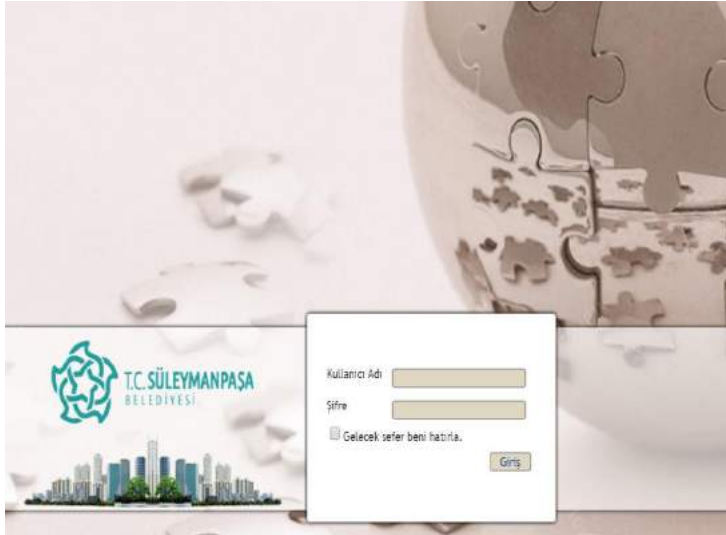 T.C. SÜLEYMANPAŞA
BELEDİYESİ
Kullanıcı Adı
Şifre
Gelecek sefer beni hatırla.
Giriş